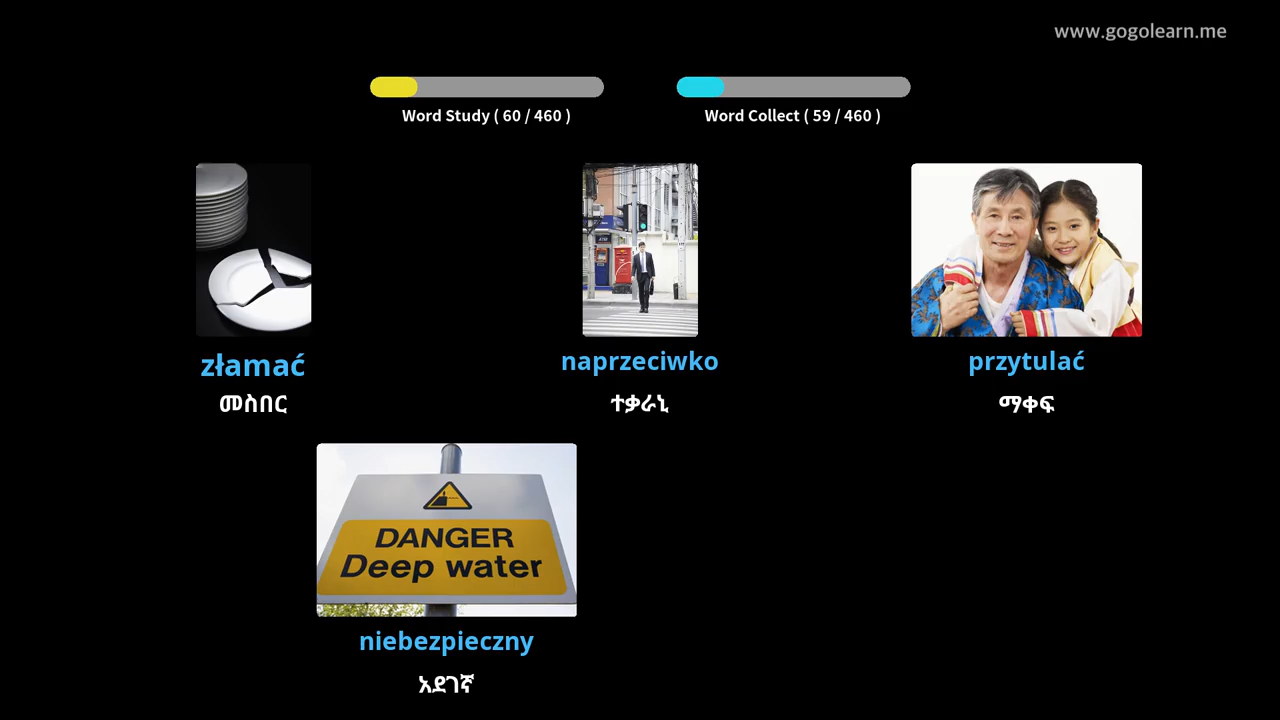 www.gogolearn.me
Word Study ( 60 / 460 )
Word Collect ( 59 / 460 )
złamać
መስበር
naprzeciwko
ተቃራኒ
przytulać
ማቀፍ
DANGER
Deep water
niebezpieczny
አደገኛ